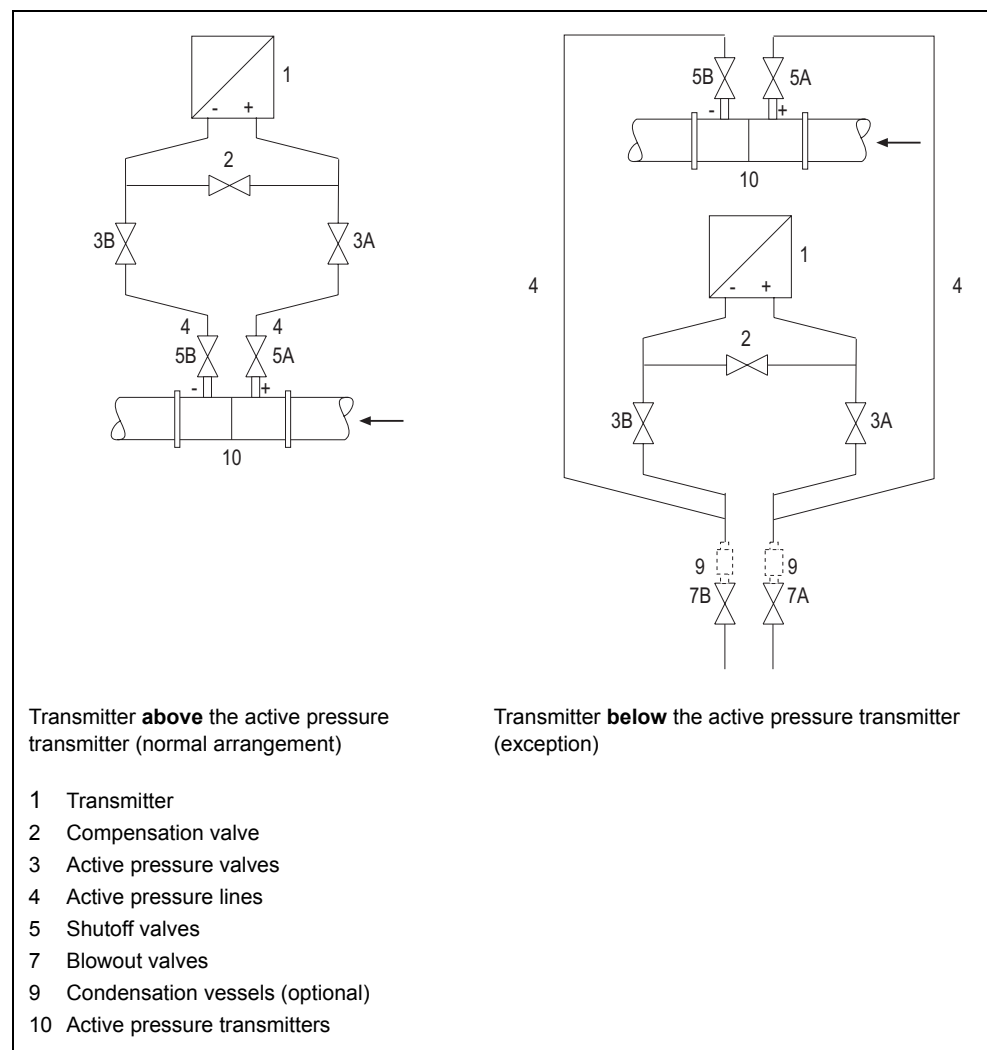 1
- +
2
3B 3A
4 4
5B 5A
- +
10
5B 5A
- +
10
1
4 4
- +
2
3B 3A
9 9
7B 7A
Transmitter above the active pressure
transmitter (normal arrangement)
Transmitter below the active pressure transmitter
(exception)
1 Transmitter
2 Compensation valve
3 Active pressure valves
4 Active pressure lines
5 Shutoff valves
7 Blowout valves
9 Condensation vessels (optional)
10 Active pressure transmitters